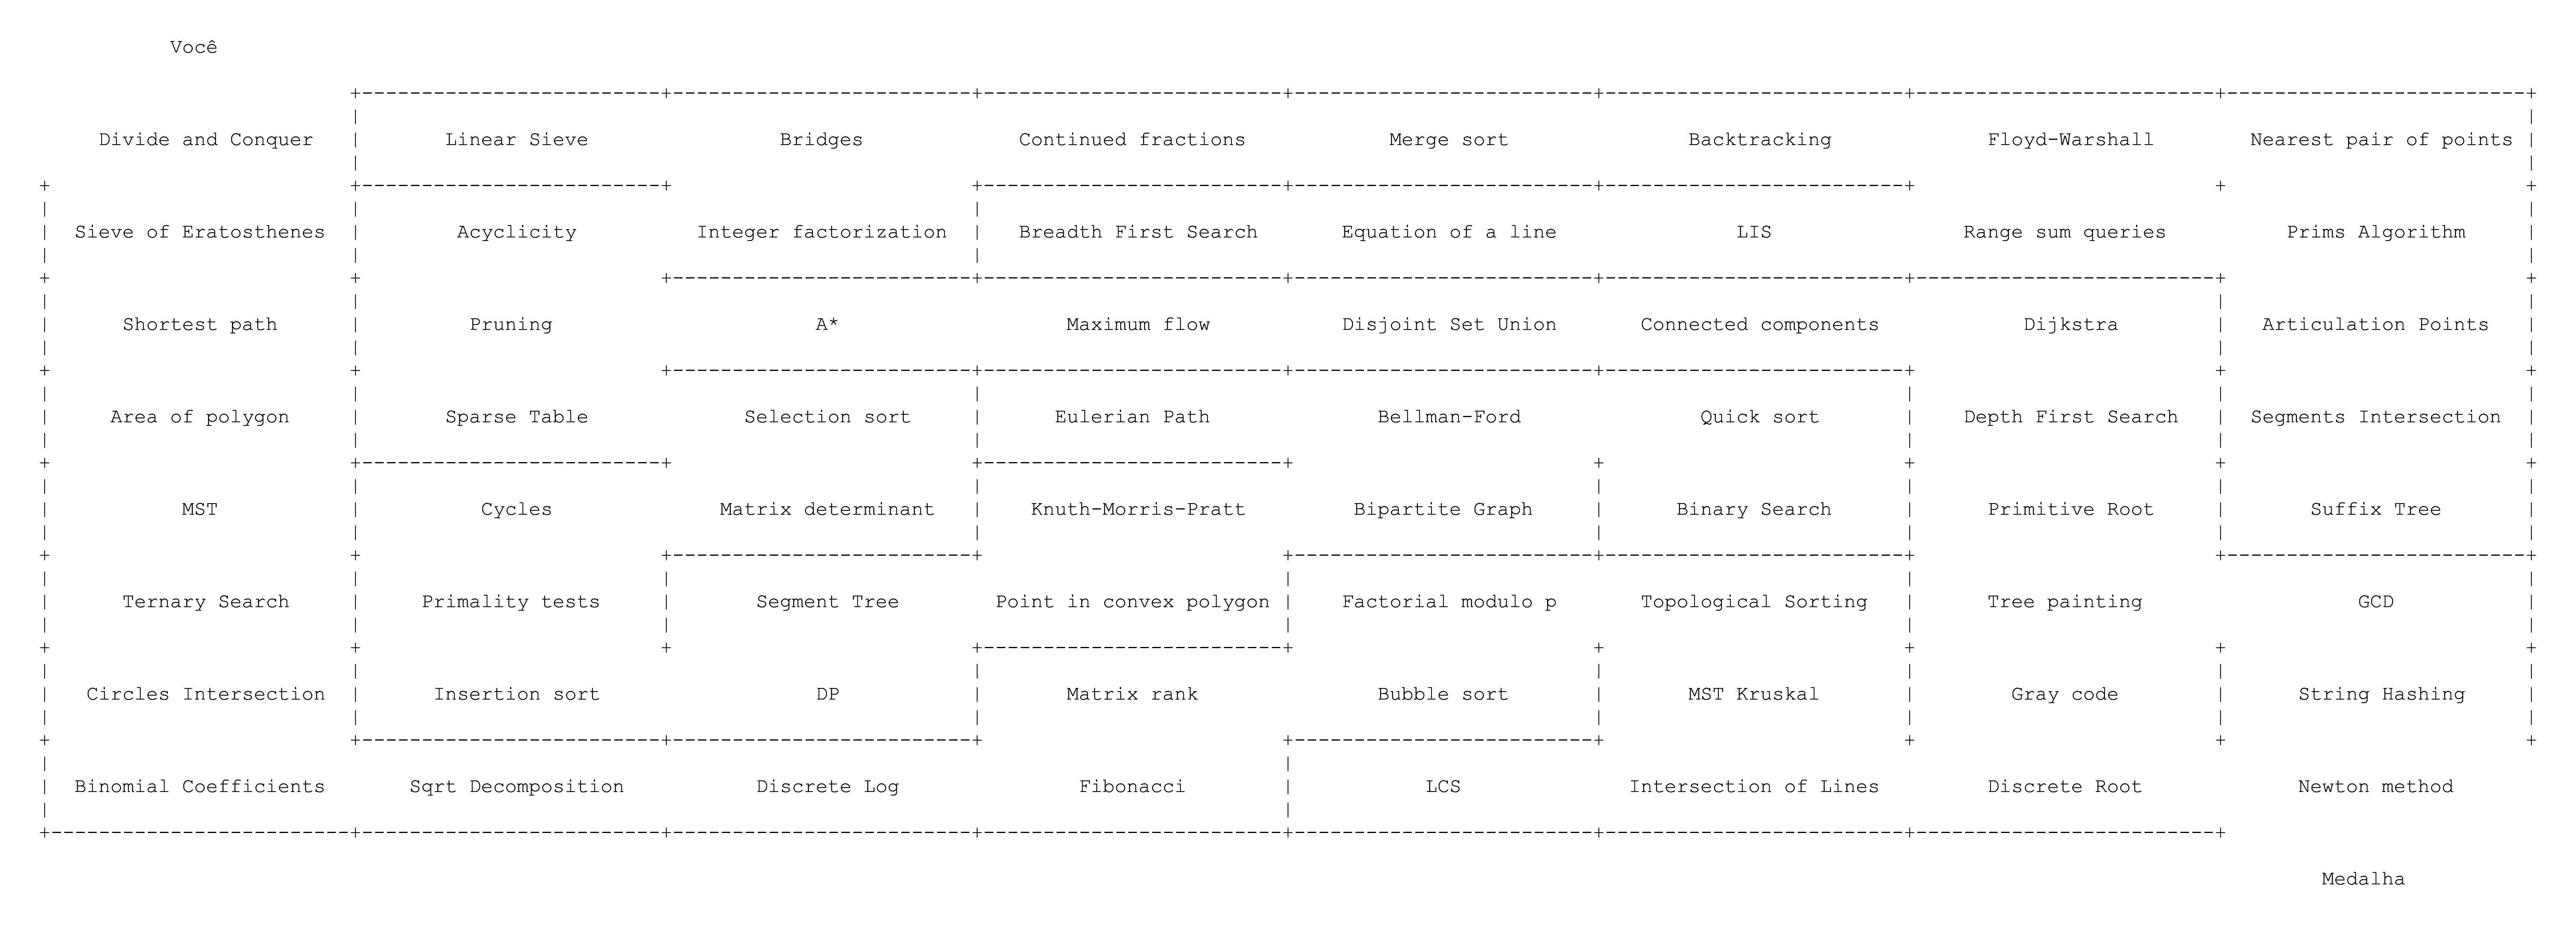 Você
Divide and Conquer Linear Sieve Bridges Continued fractions Merge sort Backtracking Floyd-Warshall Nearest pair of points
Sieve of Eratosthenes Acyclicity Integer factorization Breadth First Search Equation of a line LIS Range sum queries Prims Algorithm
Shortest path Pruning A* Maximum flow Disjoint Set Union Connected components Dijkstra Articulation Points
Area of polygon Sparse Table Selection sort Eulerian Path Bellman-Ford Quick sort Depth First Search Segments Intersection
MST Cycles Matrix determinant Knuth-Morris-Pratt Bipartite Graph Binary Search Primitive Root Suffix Tree
Ternary Search Primality tests Segment Tree Point in convex polygon Factorial modulo p Topological Sorting Tree painting GCD
Circles Intersection Insertion sort DP Matrix rank Bubble sort MST Kruskal Gray code String Hashing
Binomial Coefficients Sqrt Decomposition Discrete Log Fibonacci LCS Intersection of Lines Discrete Root Newton method
Medalha